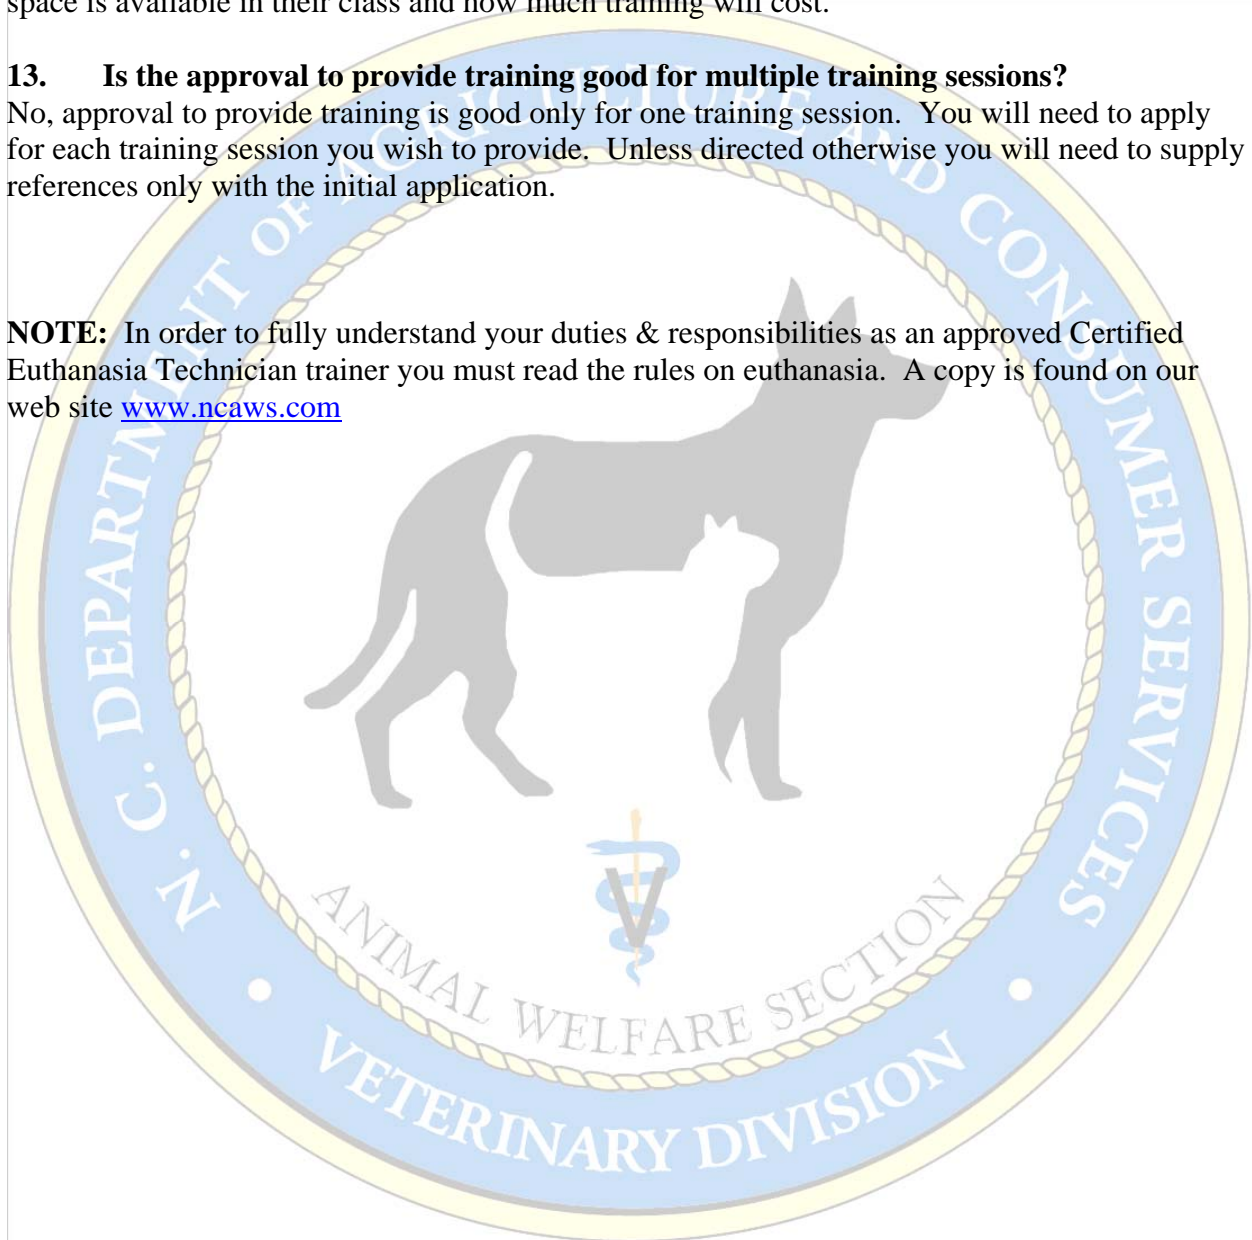 space is available in their class and how much training will cost.
13. Is the approval to provide training good for multiple training sessions?
No, approval to provide training is good only for one training session. You will need to apply
for each training session you wish to provide. Unless directed otherwise you will need to supply
references only with the initial application.
NOTE: In order to fully understand your duties & responsibilities as an approved Certified
Euthanasia Technician trainer you must read the rules on euthanasia. A copy is found on our
web site www.ncaws.com
N. C. DEPARTMENT OF AGRICULTURE AND CONSUMER SERVICES
V
ANIMAL WELFARE SECTION
• VETERINARY DIVISION •